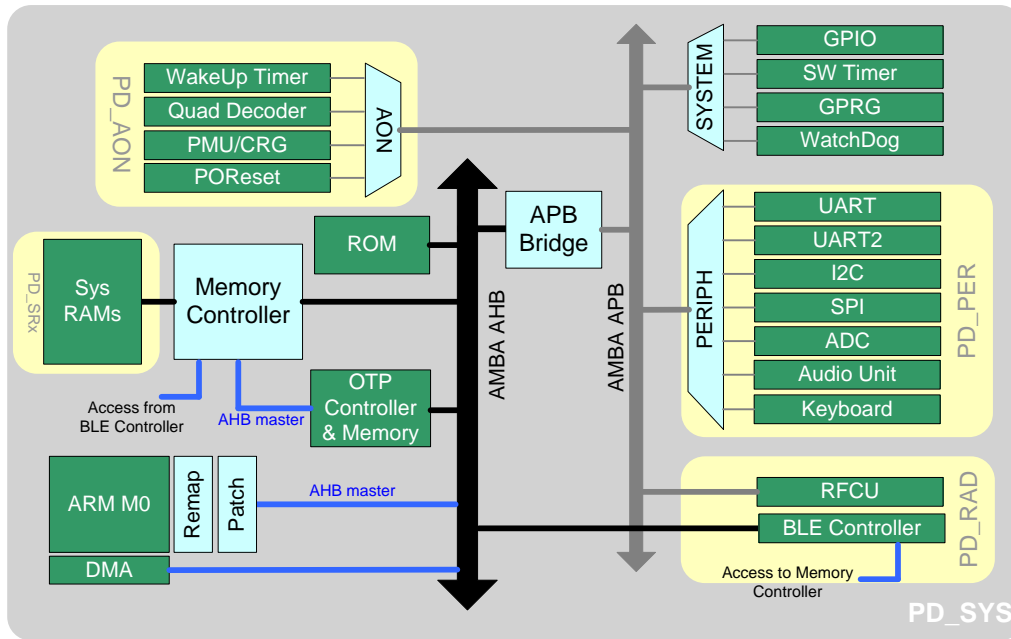 PD_AON
WakeUp Timer
Quad Decoder
PMU/CRG
POReset
AON
SYSTEM
GPIO
SW Timer
GPRG
WatchDog
ROM
APB
Bridge
PD_SRx
Sys
RAMs
Memory
Controller
AMBA AHB
AMBA APB
PERIPH
UART
UART2
I2C
SPI
ADC
Audio Unit
Keyboard
PD_PER
Access from
BLE Controller
AHB master
OTP
Controller
& Memory
ARM M0
Remap
Patch
AHB master
DMA
RFCU
BLE Controller
PD_RAD
Access to Memory
Controller
PD_SYS